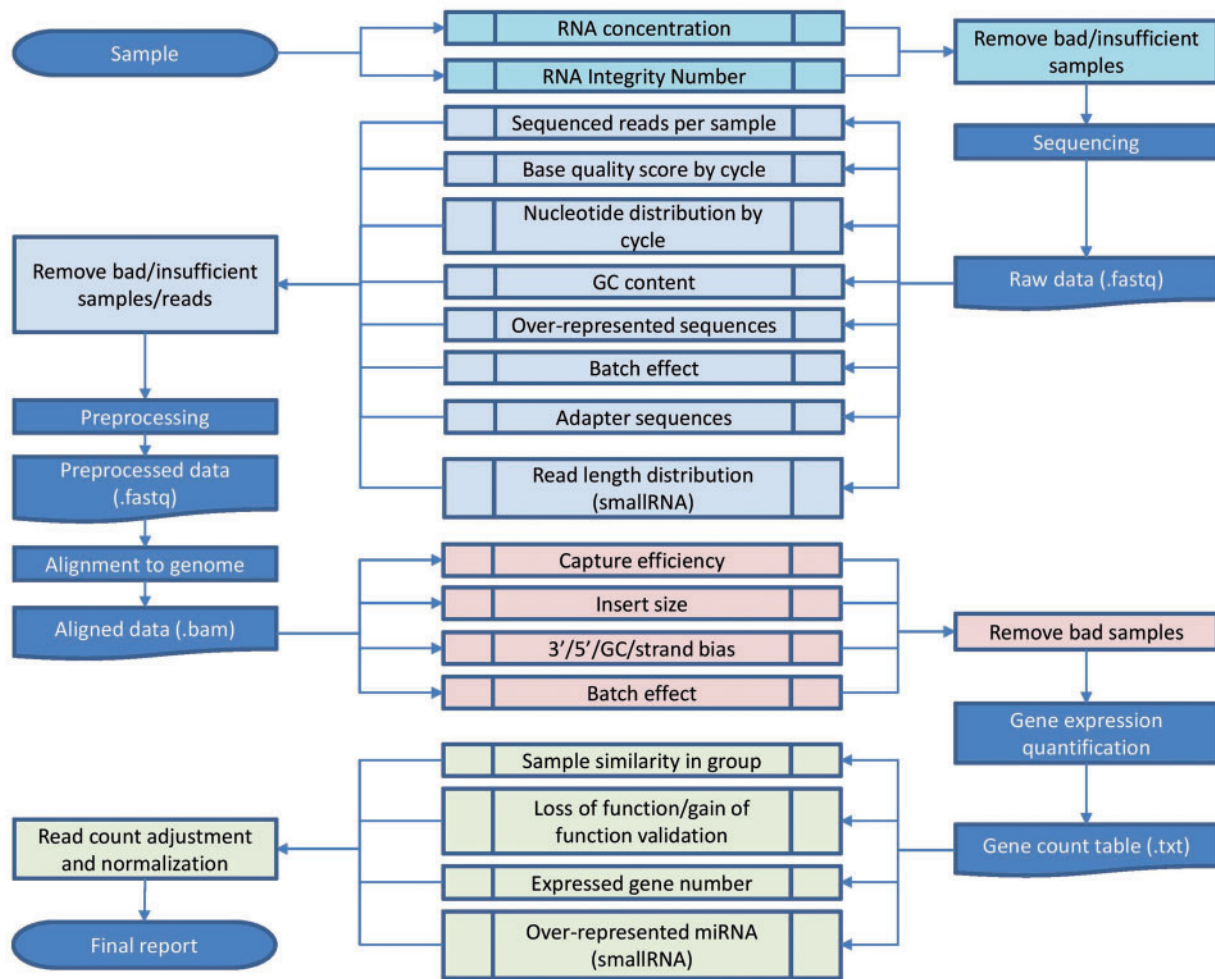 Sample
RNA concentration
RNA Integrity Number
Remove bad/insufficient
samples
Sequencing
Raw data (.fastq)
Sequenced reads per sample
Base quality score by cycle
Nucleotide distribution by
cycle
GC content
Over-represented sequences
Batch effect
Adapter sequences
Read length distribution
(smallRNA)
Remove bad/insufficient
samples/reads
Preprocessing
Preprocessed data
(.fastq)
Alignment to genome
Aligned data (.bam)
Capture efficiency
Insert size
3’/5’/GC/strand bias
Batch effect
Remove bad samples
Gene expression
quantification
Gene count table (.txt)
Sample similarity in group
Loss of function/gain of
function validation
Expressed gene number
Over-represented miRNA
(smallRNA)
Read count adjustment
and normalization
Final report